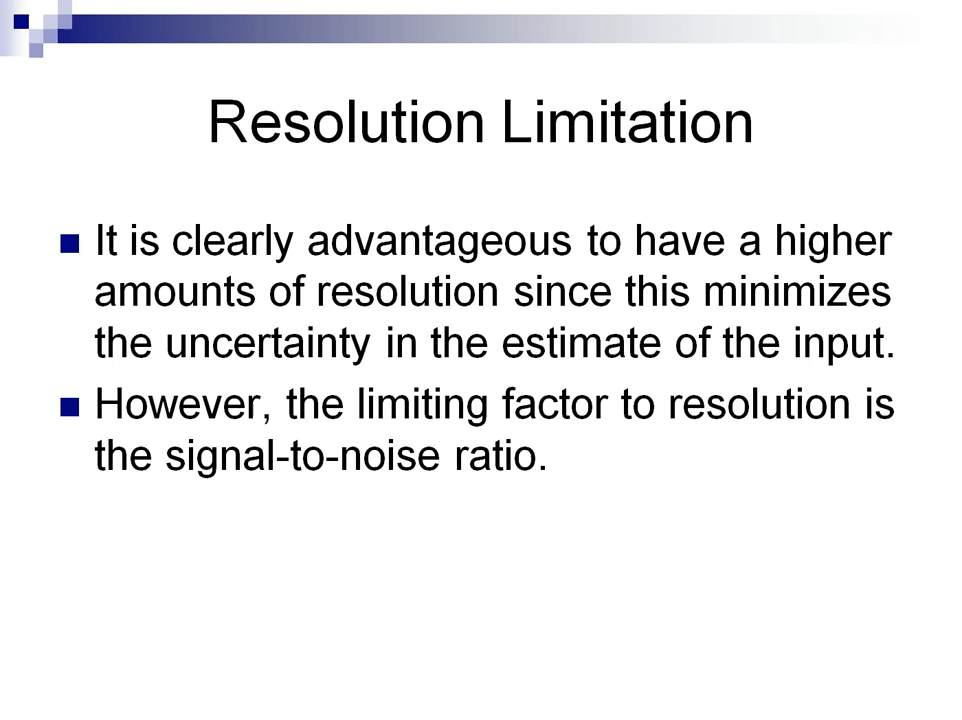 Resolution Limitation
It is clearly advantageous to have a higher
amounts of resolution since this minimizes
the uncertainty in the estimate of the input.
However, the limiting factor to resolution is
the signal-to-noise ratio.